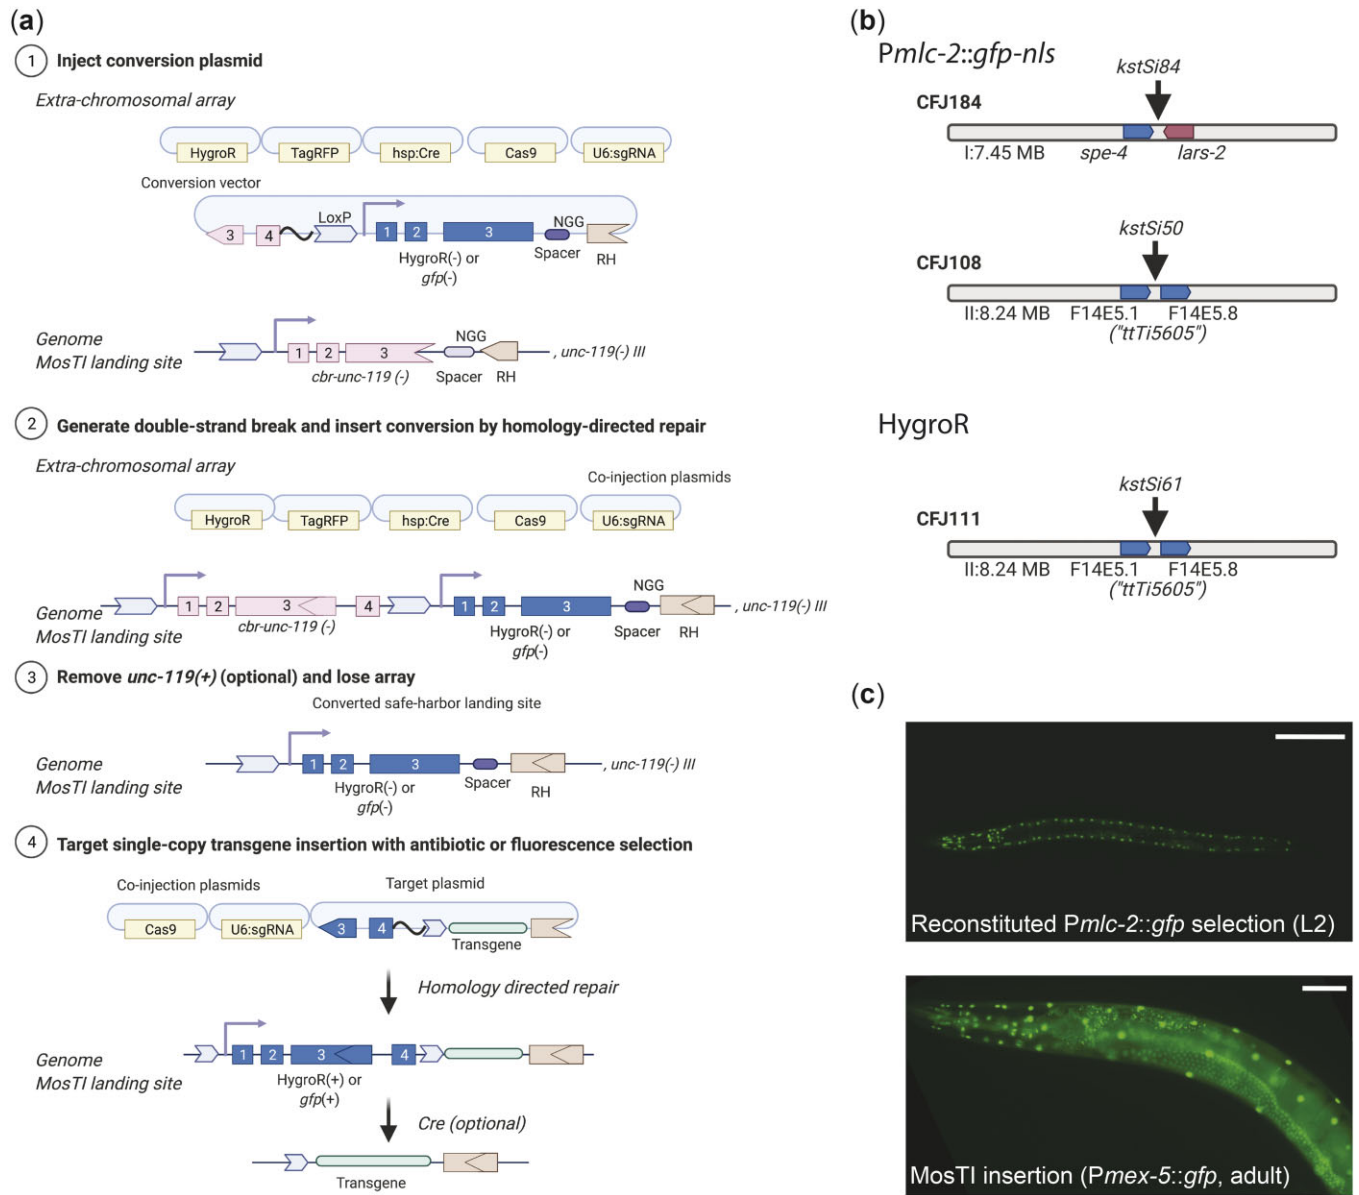 (a)
1 Inject conversion plasmid
Extra-chromosomal array
HygroR TagRFP hsp:Cre Cas9 U6:sgRNA
Conversion vector
LoxP
NGG
3 4 1 2 3
HygroR(-) or
gfp(-)
Spacer
RH
Genome
MosTI landing site
NGG
1 2 3
, unc-119(-) III
cbr-unc-119 (-)
Spacer RH
2 Generate double-strand break and insert conversion by homology-directed repair
Extra-chromosomal array
Co-injection plasmids
HygroR TagRFP hsp:Cre Cas9 U6:sgRNA
Genome
MosTI landing site
NGG
1 2 3 4 1 2 3
, unc-119(-) III
cbr-unc-119 (-)
HygroR(-) or
gfp(-)
Spacer RH
3 Remove unc-119(+) (optional) and lose array
Converted safe-harbor landing site
Genome
MosTI landing site
1 2 3
, unc-119(-) III
HygroR(-) or
gfp(-)
Spacer
RH
4 Target single-copy transgene insertion with antibiotic or fluorescence selection
Co-injection plasmids
Target plasmid
Cas9 U6:sgRNA 3 4
Transgene
Homology directed repair
Genome
MosTI landing site
1 2 3 4
HygroR(+) or
gfp(+)
Cre (optional)
Transgene
(b)
Pmlc-2::gfp-nls
kstSi84
CFJ184
I:7.45 MB spe-4 lars-2
kstSi50
CFJ108
II:8.24 MB F14E5.1 F14E5.8
("ttTi5605")
HygroR
kstSi61
CFJ111
II:8.24 MB F14E5.1 F14E5.8
("ttTi5605")
(c)
Reconstituted Pmlc-2::gfp selection (L2)
MosTI insertion (Pmex-5::gfp, adult)